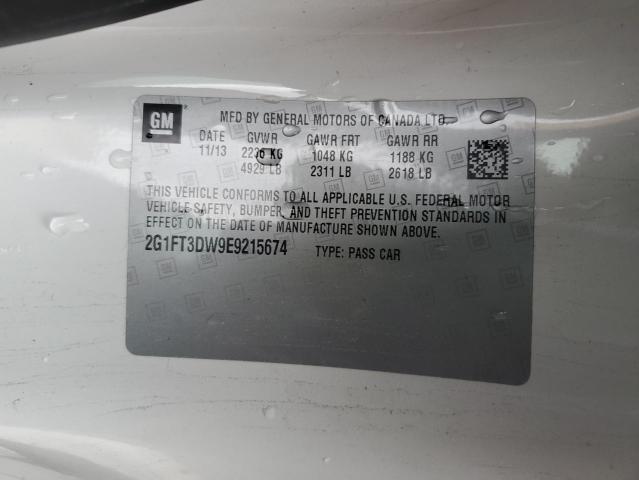 GM
MFD BY GENERAL MOTORS OF CANADA LTD.
DATE GVWR GAWR FRT GAWR RR
11/13 2236 KG 1048 KG 1188 KG
4929 LB 2311 LB 2618 LB
THIS VEHICLE CONFORMS TO ALL APPLICABLE U.S. FEDERAL MOTOR
VEHICLE SAFETY, BUMPER, AND THEFT PREVENTION STANDARDS IN
EFFECT ON THE DATE OF MANUFACTURE SHOWN ABOVE.
2G1FT3DW9E9215674 TYPE: PASS CAR